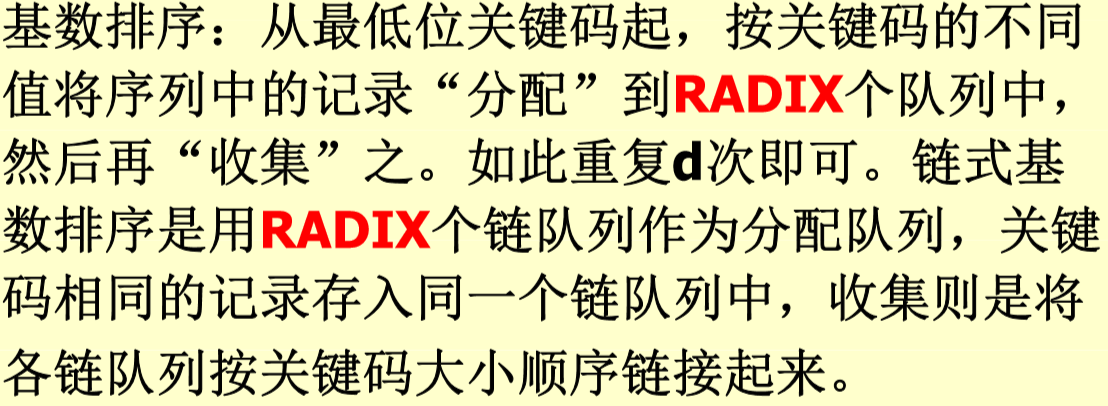 基数排序：从最低位关键码起，按关键码的不同
值将序列中的记录“分配”到RADIX个队列中，
然后再“收集”之。如此重复d次即可。链式基
数排序是用RADIX个链队列作为分配队列，关键
码相同的记录存入同一个链队列中，收集则是将
各链队列按关键码大小顺序链接起来。